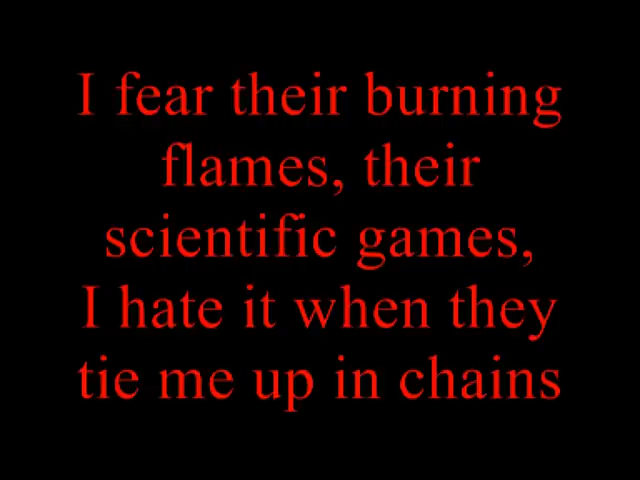 I fear their burning
flames, their
scientific games,
I hate it when they
tie me up in chains